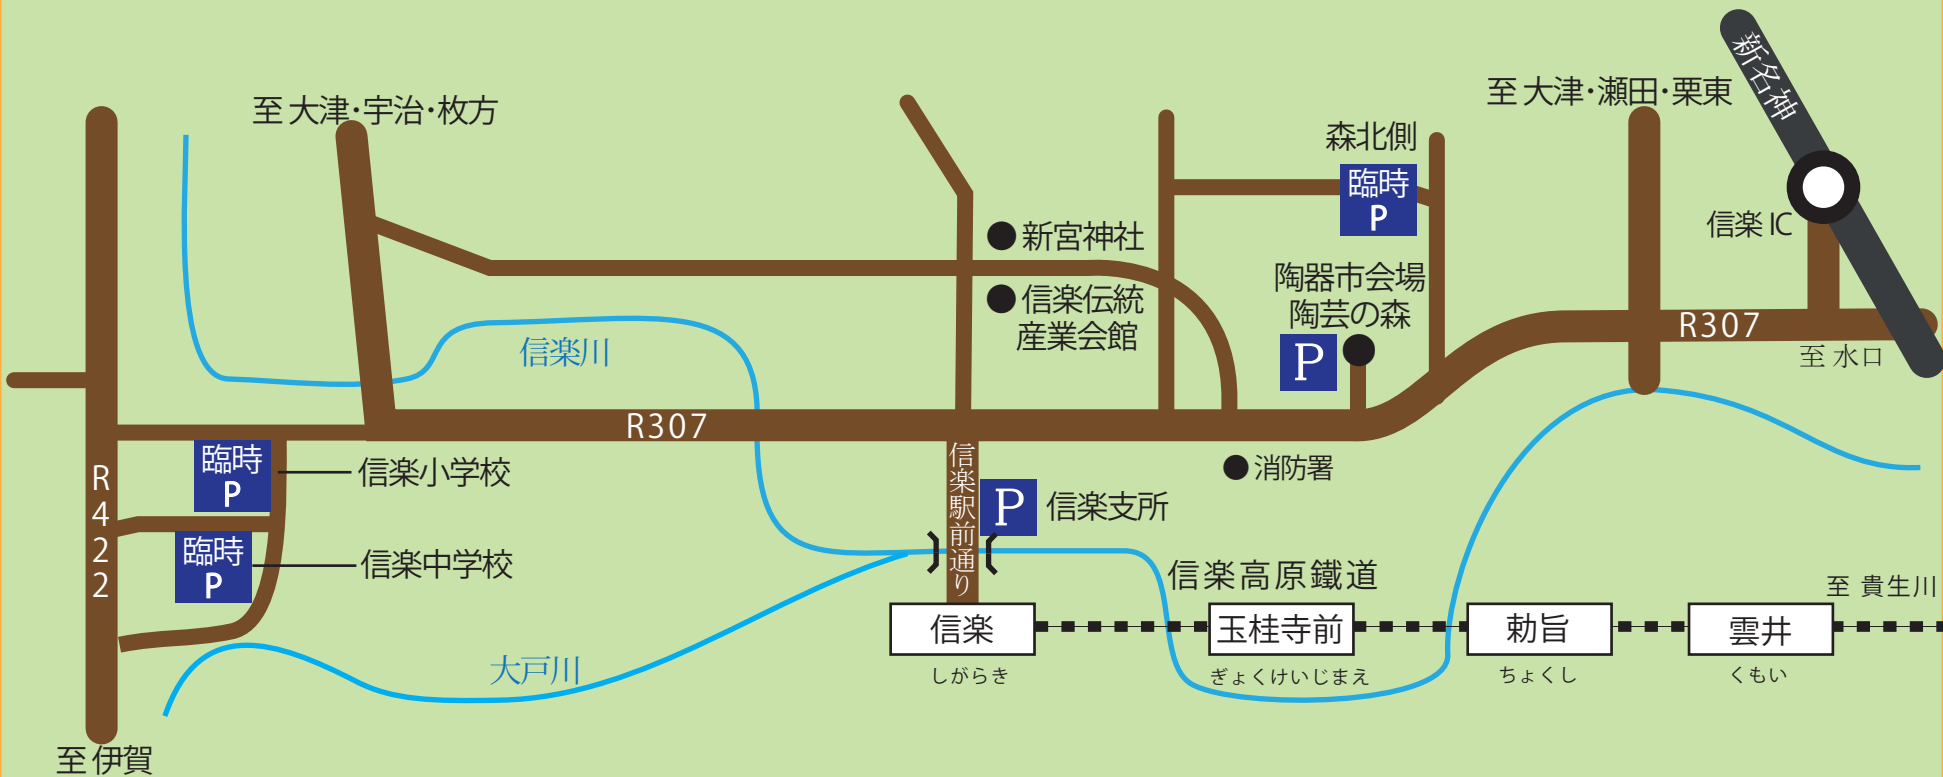 新名神
至 大津・瀬田・栗東
至 大津・宇治・枚方
森北側
臨時
P
信楽 IC
新宮神社
陶器市会場
陶芸の森
P
信楽伝統
産業会館
R307
至 水口
信楽川
R307
信楽駅前通り
臨時
P
信楽小学校
消防署
R422
P
信楽支所
臨時
P
信楽中学校
信楽高原鐵道
至 貴生川
信楽
しがらき
玉桂寺前
ぎょくけいじまえ
勅旨
ちょくし
雲井
くもい
大戸川
至 伊賀